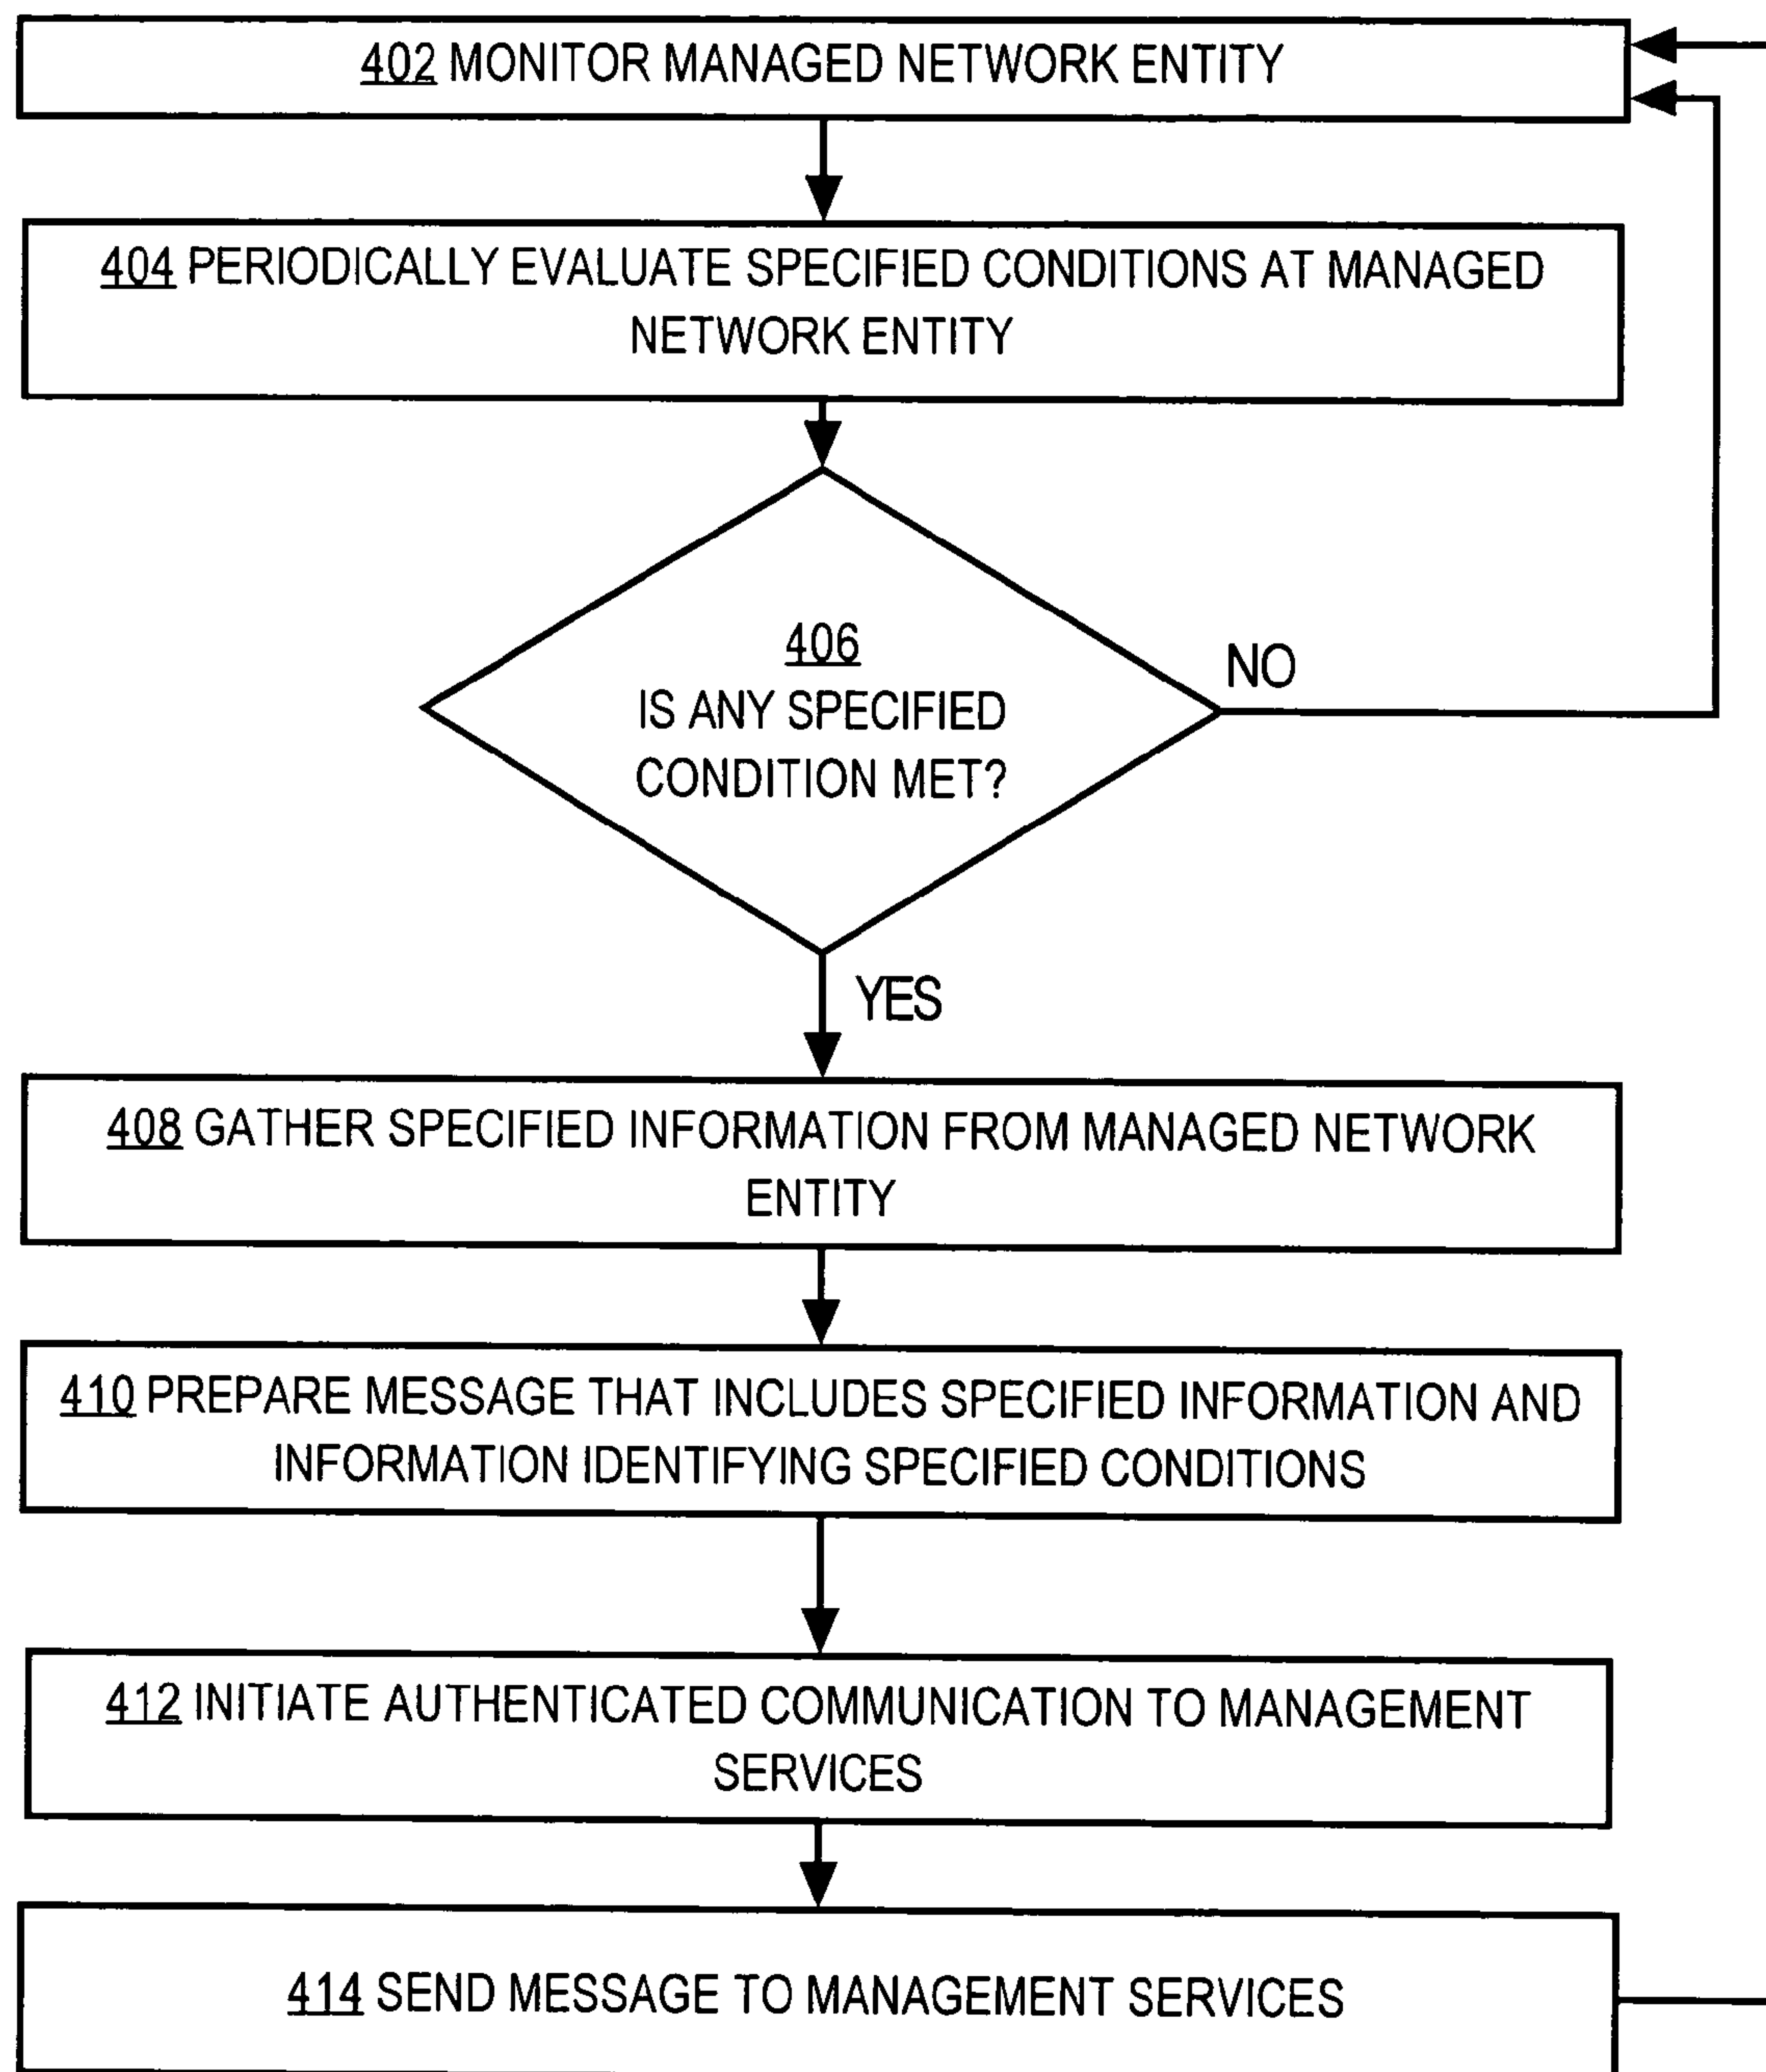 402 MONITOR MANAGED NETWORK ENTITY
404 PERIODICALLY EVALUATE SPECIFIED CONDITIONS AT MANAGED
NETWORK ENTITY
406
IS ANY SPECIFIED
CONDITION MET?
NO
YES
408 GATHER SPECIFIED INFORMATION FROM MANAGED NETWORK
ENTITY
410 PREPARE MESSAGE THAT INCLUDES SPECIFIED INFORMATION AND
INFORMATION IDENTIFYING SPECIFIED CONDITIONS
412 INITIATE AUTHENTICATED COMMUNICATION TO MANAGEMENT
SERVICES
414 SEND MESSAGE TO MANAGEMENT SERVICES